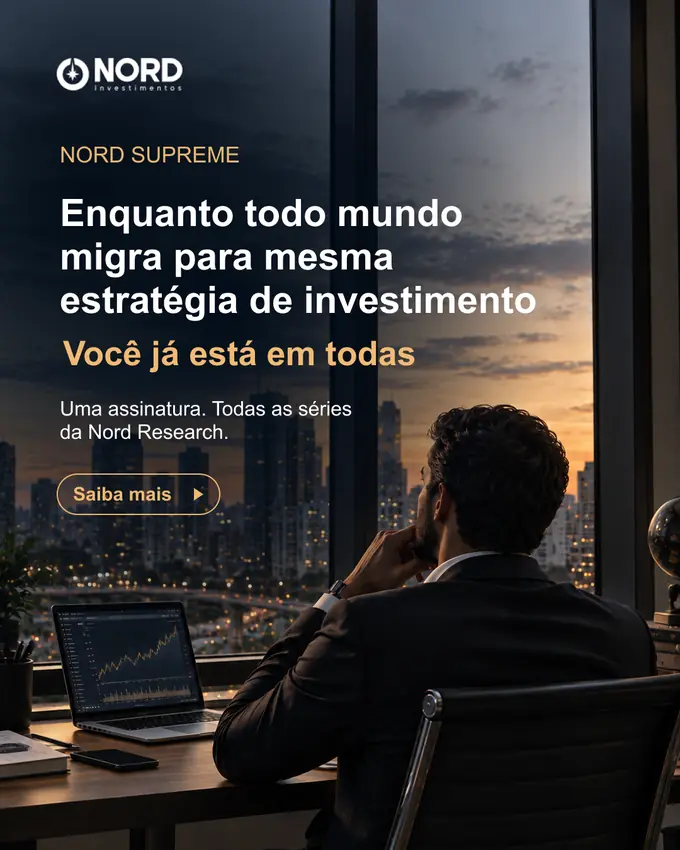 NORD
investimentos
NORD SUPREME
Enquanto todo mundo
migra para mesma
estratégia de investimento
Você já está em todas
Uma assinatura. Todas as séries
da Nord Research.
Saiba mais